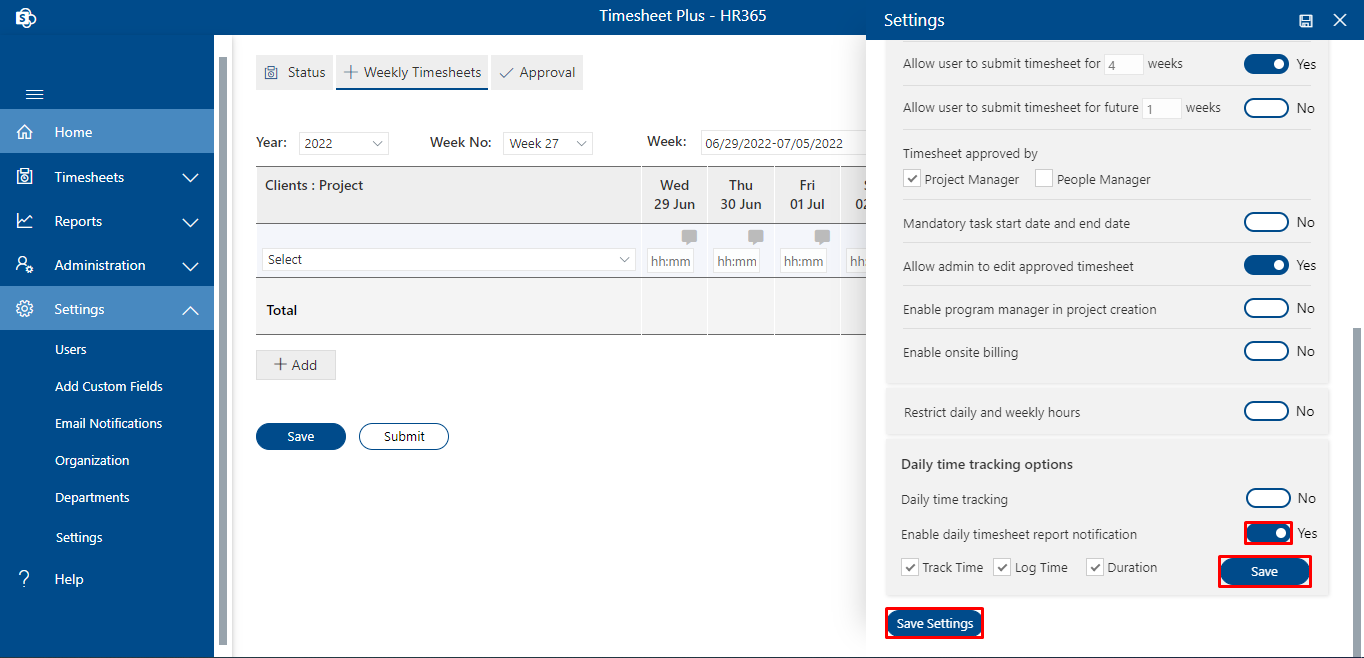 Timesheet Plus - HR365
Home
Timesheets
Reports
Administration
Settings
Users
Add Custom Fields
Email Notifications
Organization
Departments
Settings
? Help
Status Weekly Timesheets Approval
Year: 2022 Week No: Week 27 Week: 06/29/2022-07/05/2022
Clients : Project Wed Thu Fri S
29 Jun 30 Jun 01 Jul 02
Select hh:mm hh:mm hh:mm hh:
Total
+ Add
Save Submit
Settings
Allow user to submit timesheet for 4 weeks Yes
Allow user to submit timesheet for future 1 weeks No
Timesheet approved by
Project Manager People Manager
Mandatory task start date and end date No
Allow admin to edit approved timesheet Yes
Enable program manager in project creation No
Enable onsite billing No
Restrict daily and weekly hours No
Daily time tracking options
Daily time tracking No
Enable daily timesheet report notification Yes
Track Time Log Time Duration Save
Save Settings